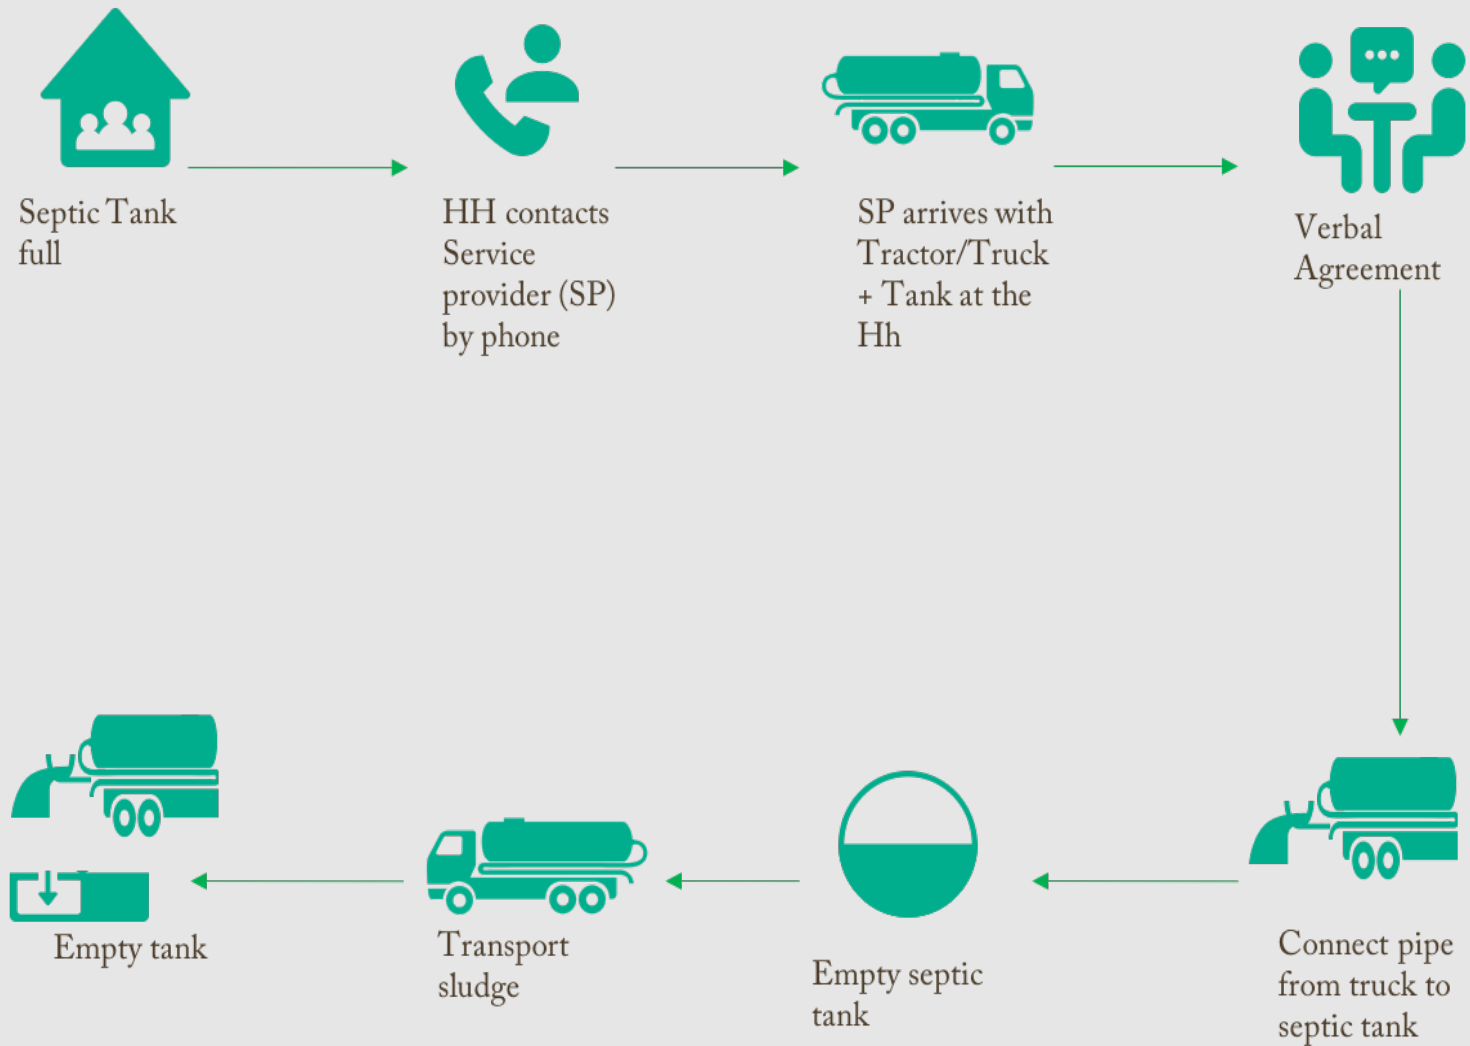 Septic Tank
full
HH contacts
Service
provider (SP)
by phone
SP arrives with
Tractor/Truck
+ Tank at the
Hh
Verbal
Agreement
Connect pipe
from truck to
septic tank
Empty septic
tank
Transport
sludge
Empty tank